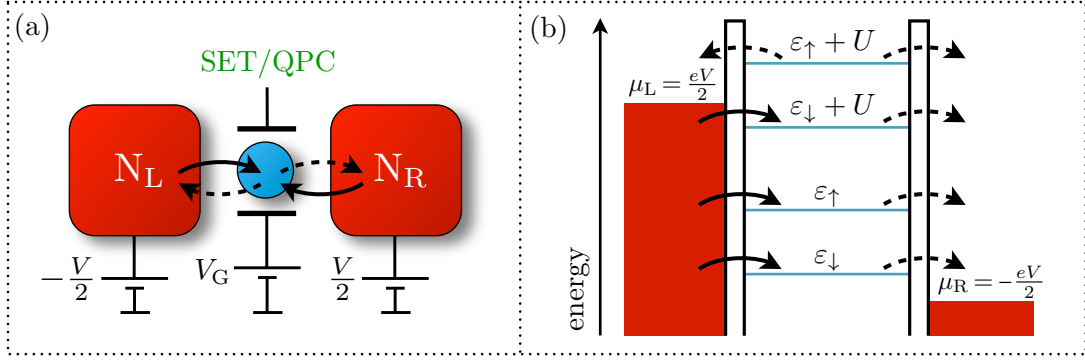 (a)
SET/QPC
N_L
N_R
−V/2
V_G
V/2
(b)
energy
μ_L = eV/2
ε↑ + U
ε↓ + U
ε↑
ε↓
μ_R = −eV/2